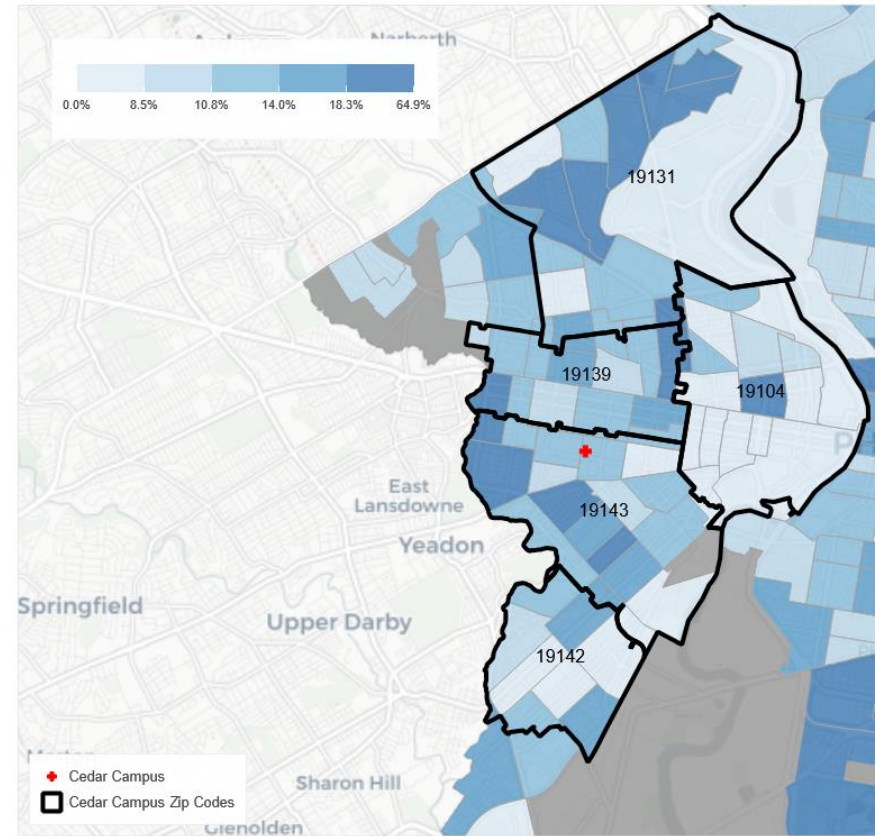 Narberth
0.0% 8.5% 10.8% 14.0% 18.3% 64.9%
19131
19139
19104
East
Lansdowne
19143
Yeadon
Springfield
Upper Darby
19142
Cedar Campus
Cedar Campus Zip Codes
Sharon Hill
Glenolden